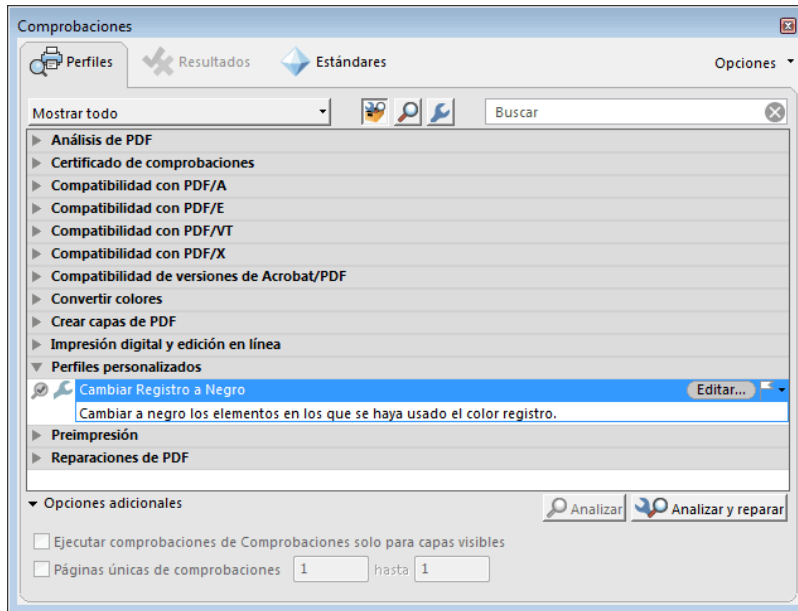 Comprobaciones
Perfiles Resultados Estándares Opciones
Mostrar todo Buscar
Análisis de PDF
Certificado de comprobaciones
Compatibilidad con PDF/A
Compatibilidad con PDF/E
Compatibilidad con PDF/VT
Compatibilidad con PDF/X
Compatibilidad de versiones de Acrobat/PDF
Convertir colores
Crear capas de PDF
Impresión digital y edición en línea
Perfiles personalizados
Cambiar Registro a Negro Editar...
Cambiar a negro los elementos en los que se haya usado el color registro.
Preimpresión
Reparaciones de PDF
Opciones adicionales Analizar Analizar y reparar
Ejecutar comprobaciones de Comprobaciones solo para capas visibles
Páginas únicas de comprobaciones 1 hasta 1